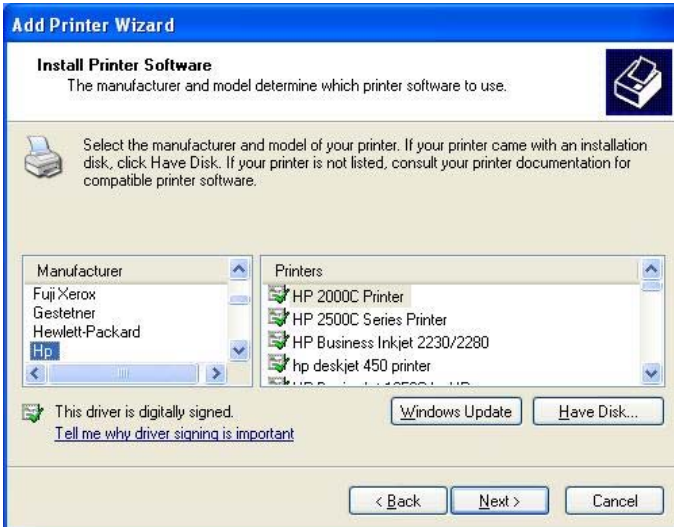 Add Printer Wizard
Install Printer Software
The manufacturer and model determine which printer software to use.
Select the manufacturer and model of your printer. If your printer came with an installation
disk, click Have Disk. If your printer is not listed, consult your printer documentation for
compatible printer software.
Manufacturer
Fuji Xerox
Gestetner
Hewlett-Packard
Hp
Printers
HP 2000C Printer
HP 2500C Series Printer
HP Business Inkjet 2230/2280
hp deskjet 450 printer
This driver is digitally signed.
Tell me why driver signing is important
Windows Update
Have Disk...
< Back
Next >
Cancel